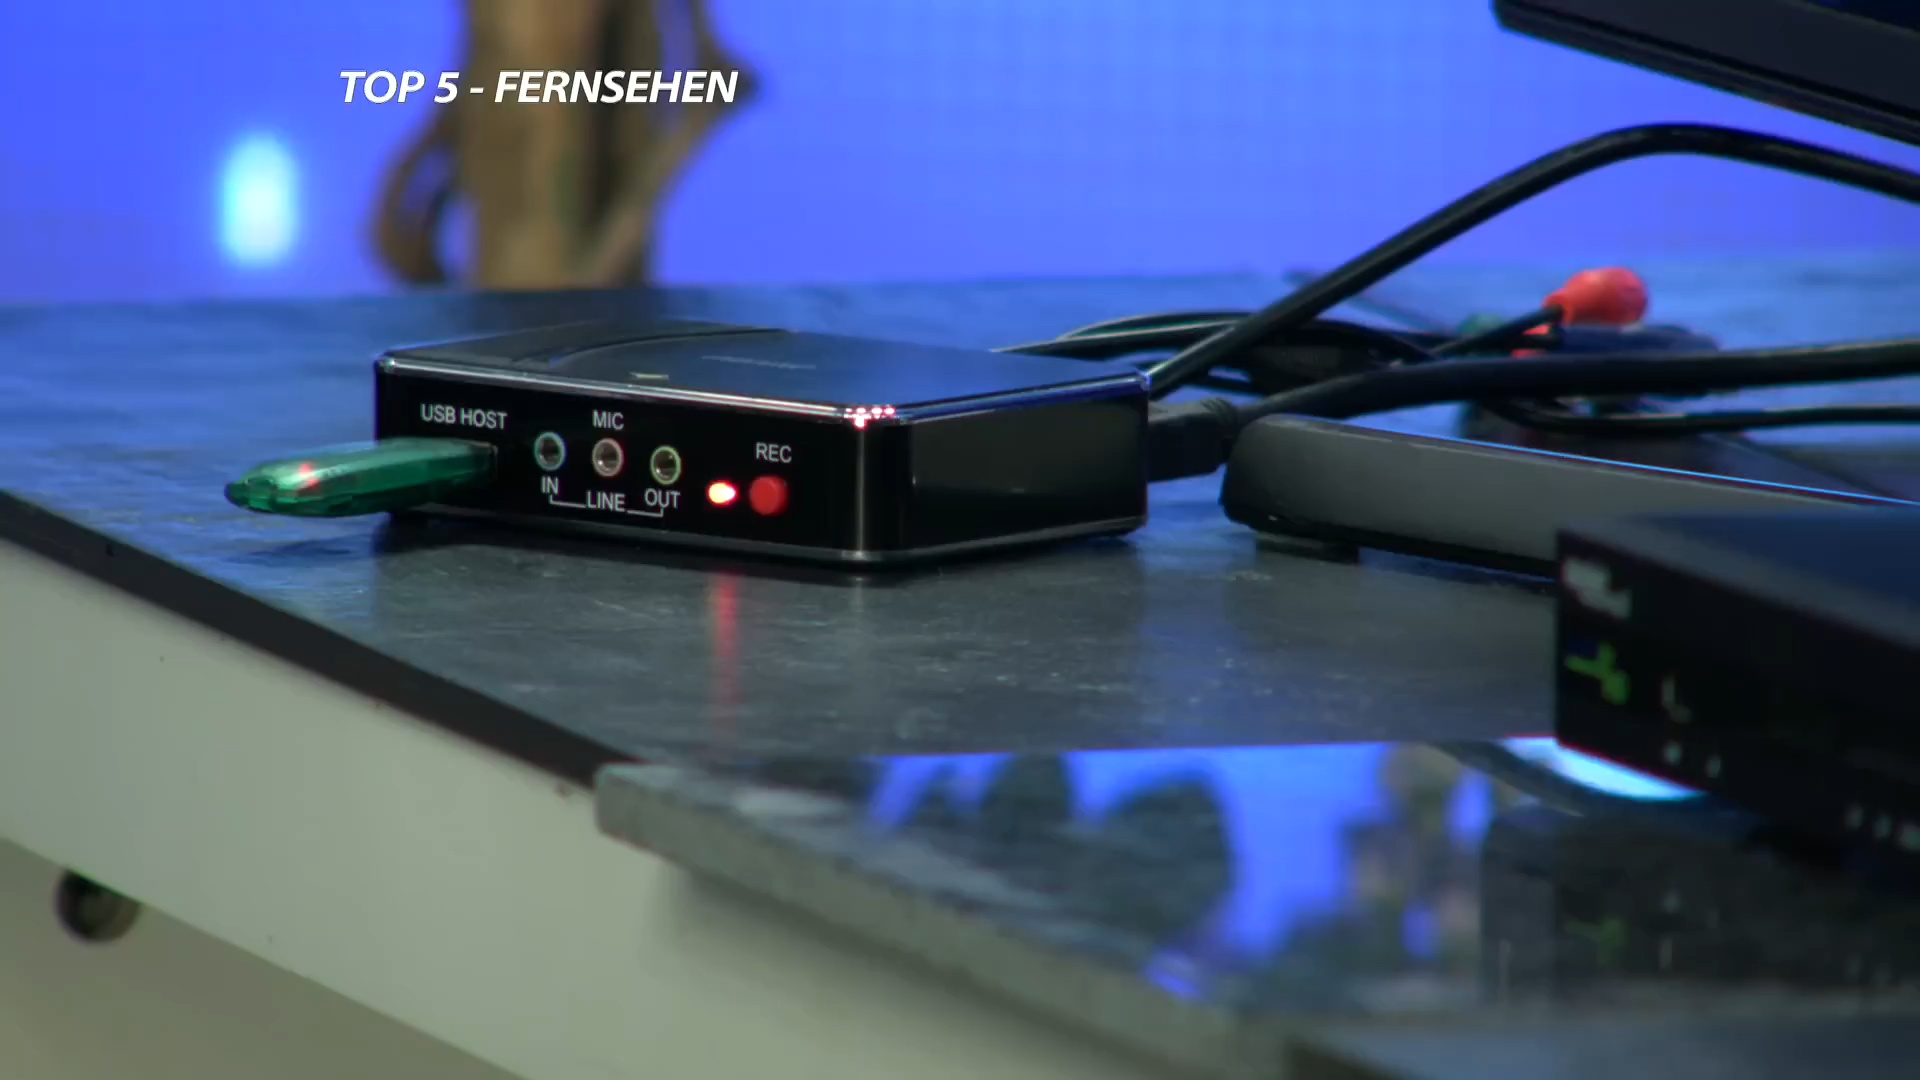 TOP 5 - FERNSEHEN
USB HOST
MIC
REC
IN
LINE
OUT